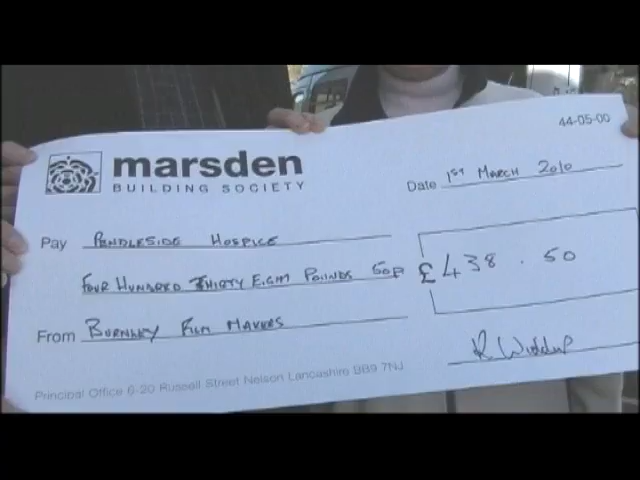 44-05-00
marsden
BUILDING SOCIETY
Date 1ST MARCH 2010
Pay PENDLESIDE HOSPICE
FOUR HUNDRED THIRTY EIGHT POUNDS 50P
£438.50
From BURNLEY FILM MAKERS
Principal Office 6-20 Russell Street Nelson Lancashire BB9 7NJ